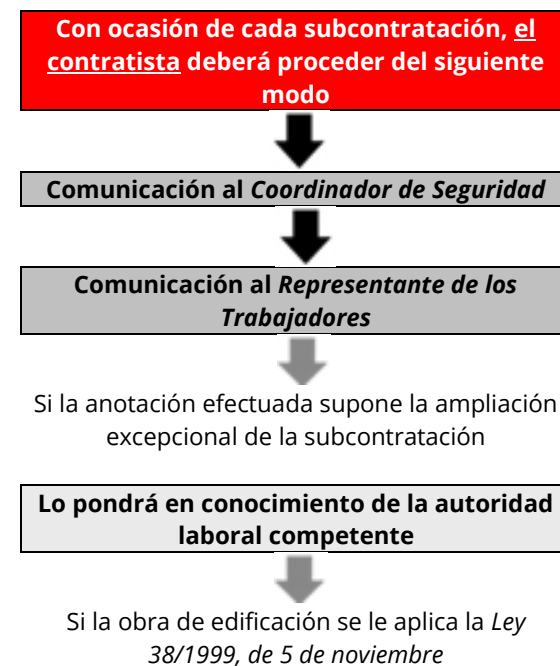 Con ocasión de cada subcontratación, el
contratista deberá proceder del siguiente
modo
Comunicación al Coordinador de Seguridad
Comunicación al Representante de los
Trabajadores
Si la anotación efectuada supone la ampliación
excepcional de la subcontratación
Lo pondrá en conocimiento de la autoridad
laboral competente
Si la obra de edificación se le aplica la Ley
38/1999, de 5 de noviembre